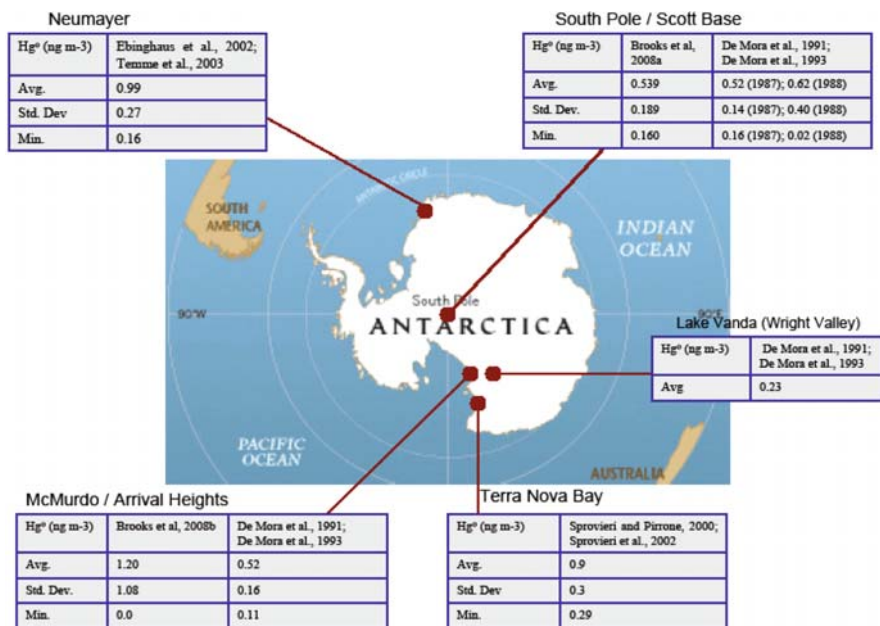 Neumayer
Hg⁰ (ng m-3) Ebinghaus et al., 2002;
Temme et al., 2003
Avg. 0.99
Std. Dev 0.27
Min. 0.16
South Pole / Scott Base
Hg⁰ (ng m-3) Brooks et al,
2008a De Mora et al., 1991;
De Mora et al., 1993
Avg. 0.539 0.52 (1987); 0.62 (1988)
Std. Dev. 0.189 0.14 (1987); 0.40 (1988)
Min. 0.160 0.16 (1987); 0.02 (1988)
ANTARCTIC CIRCLE
SOUTH
AMERICA
INDIAN
OCEAN
90°W
South Pole
90°E
ANTARCTICA
PACIFIC
OCEAN
AUSTRALIA
Lake Vanda (Wright Valley)
Hg⁰ (ng m-3) De Mora et al., 1991;
De Mora et al., 1993
Avg 0.23
McMurdo / Arrival Heights
Hg⁰ (ng m-3) Brooks et al, 2008b De Mora et al., 1991;
De Mora et al., 1993
Avg. 1.20 0.52
Std. Dev. 1.08 0.16
Min. 0.0 0.11
Terra Nova Bay
Hg⁰ (ng m-3) Sprovieri and Pirrone, 2000;
Sprovieri et al., 2002
Avg. 0.9
Std. Dev 0.3
Min. 0.29